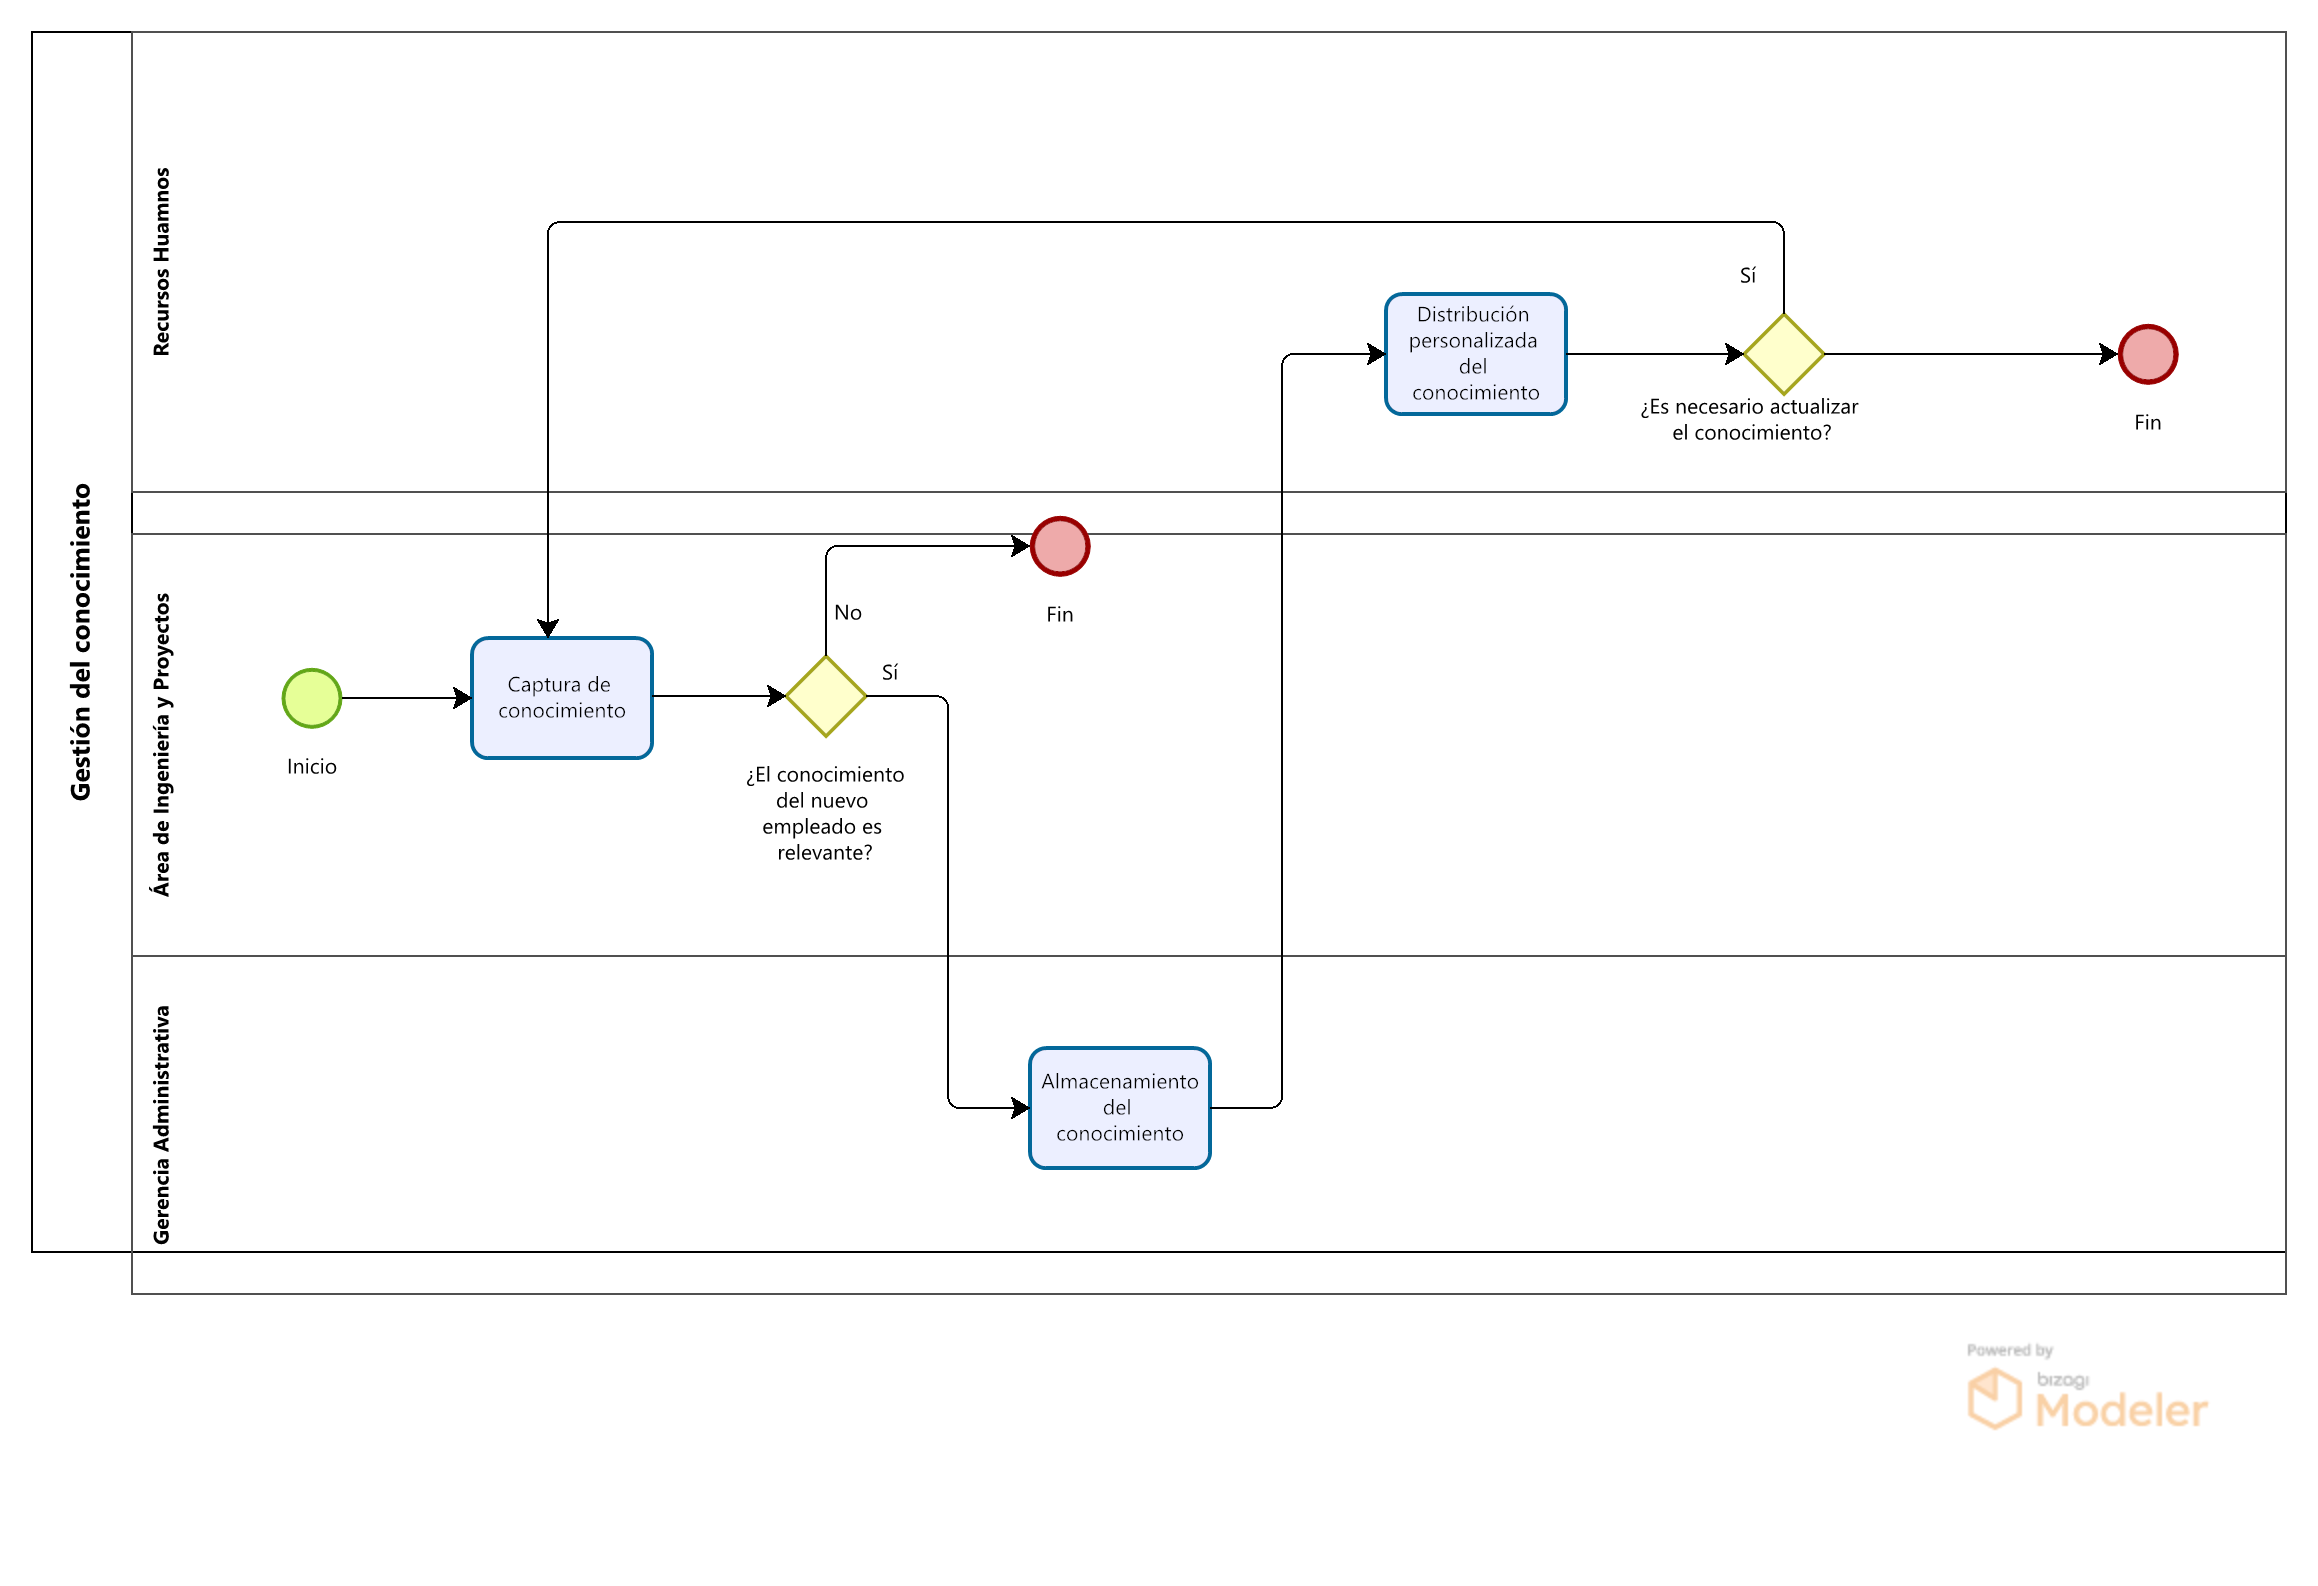 Gestión del conocimiento
Recursos Huamnos
Distribución
personalizada
del
conocimiento
Sí
¿Es necesario actualizar
el conocimiento?
Fin
Área de Ingeniería y Proyectos
Inicio
Captura de
conocimiento
No
Sí
¿El conocimiento
del nuevo
empleado es
relevante?
Fin
Gerencia Administrativa
Almacenamiento
del
conocimiento
Powered by
bizagi
Modeler